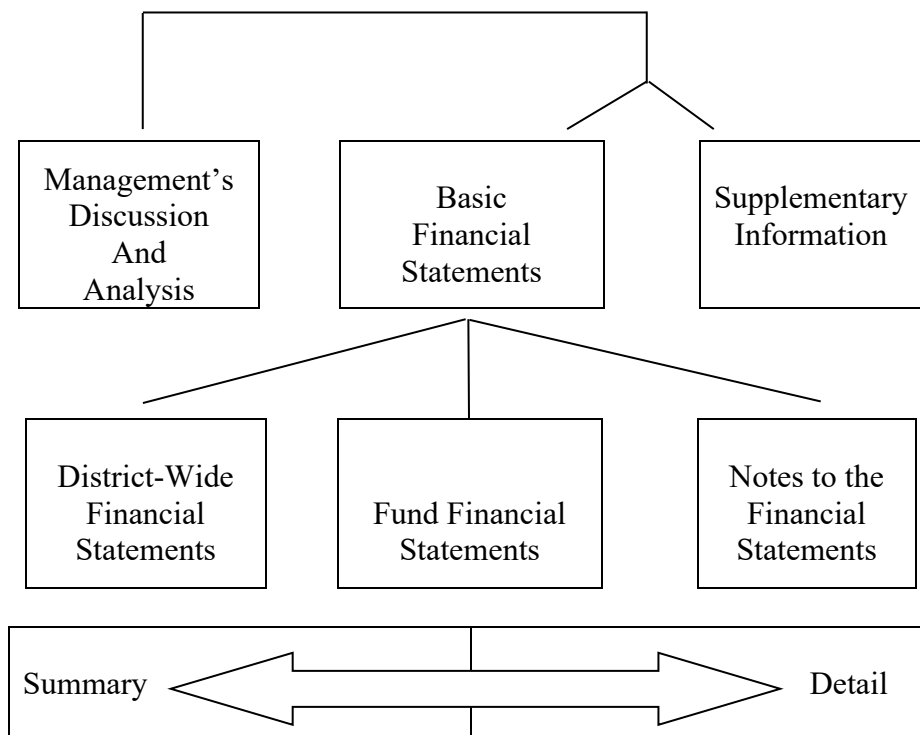 Management’s
Discussion
And
Analysis
Basic
Financial
Statements
Supplementary
Information
District-Wide
Financial
Statements
Fund Financial
Statements
Notes to the
Financial
Statements
Summary
Detail